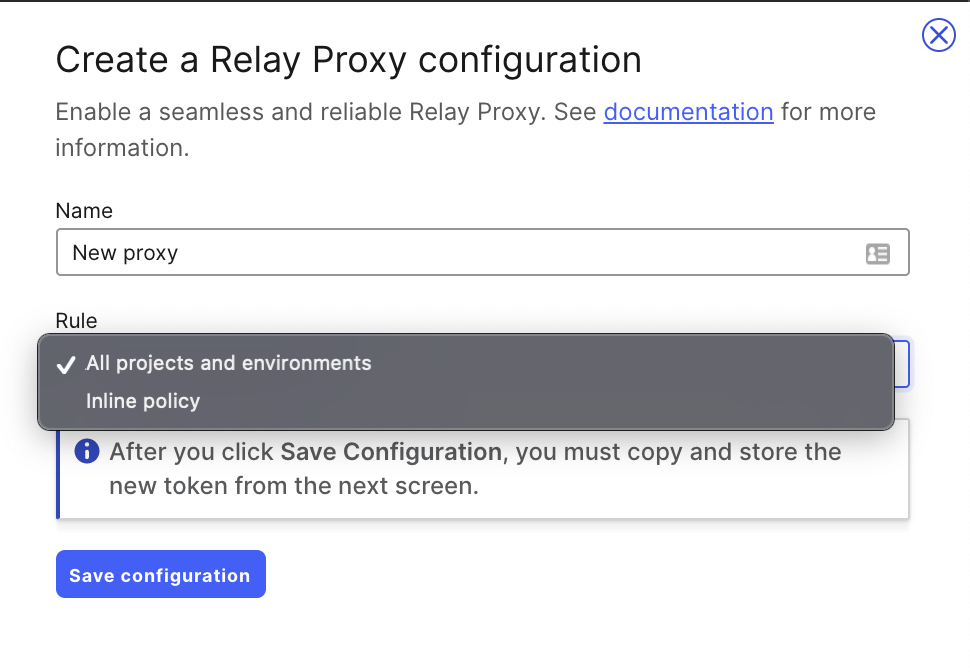 Create a Relay Proxy configuration
Enable a seamless and reliable Relay Proxy. See documentation for more
information.
Name
New proxy
Rule
All projects and environments
Inline policy
After you click Save Configuration, you must copy and store the
new token from the next screen.
Save configuration